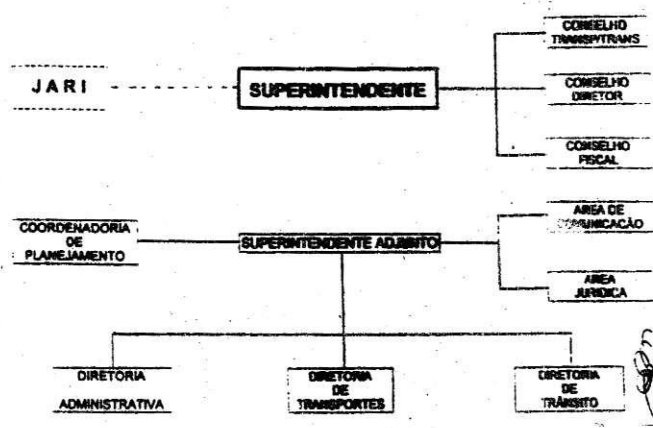 CONSELHO
TRANSP/TRANS
JARI
SUPERINTENDENTE
CONSELHO
DIRETOR
CONSELHO
FISCAL
COORDENADORIA
DE
PLANEJAMENTO
SUPERINTENDENTE ADJUNTO
AREA DE
COMUNICACÃO
AREA
JURIDICA
DIRETORIA
ADMINISTRATIVA
DIRETORIA
DE
TRANSPORTES
DIRETORIA
DE
TRÂNSITO